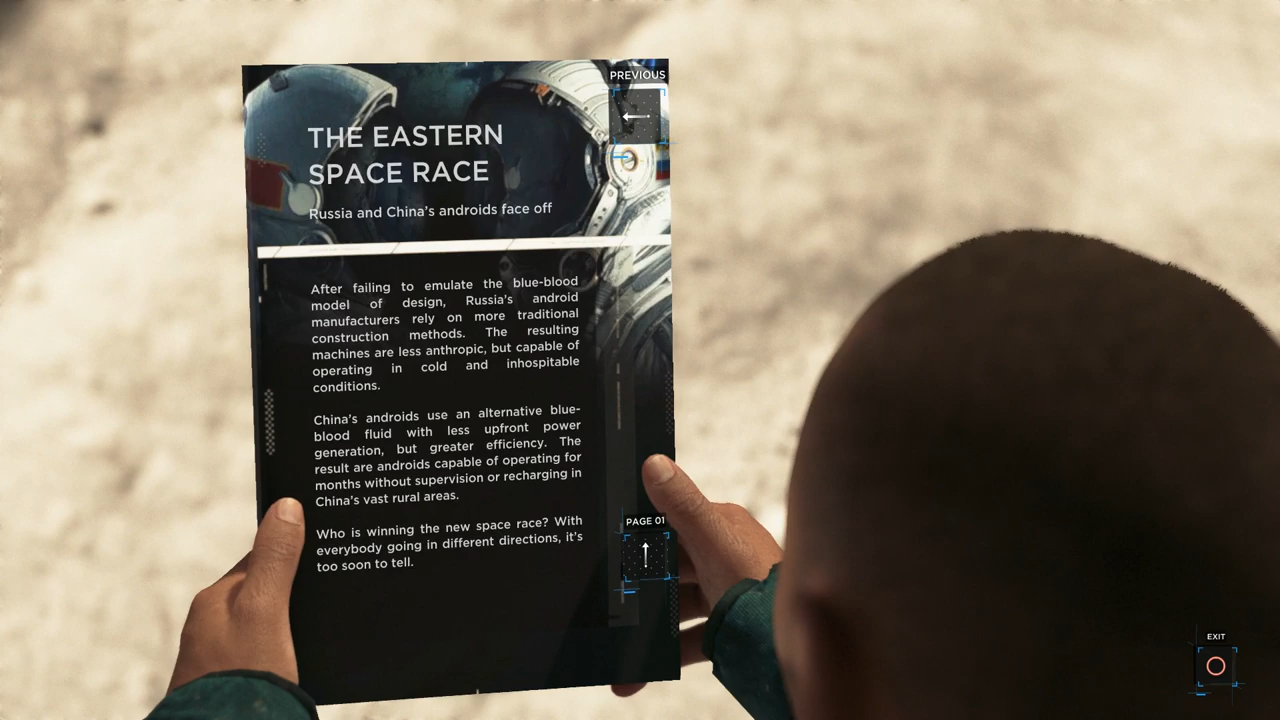 PREVIOUS
THE EASTERN
SPACE RACE
Russia and China's androids face off
After failing to emulate the blue-blood
model of design, Russia's android
manufacturers rely on more traditional
construction methods. The resulting
machines are less anthropic, but capable of
operating in cold and inhospitable
conditions.
China's androids use an alternative blue-
blood fluid with less upfront power
generation, but greater efficiency. The
result are androids capable of operating for
months without supervision or recharging in
China's vast rural areas.
Who is winning the new space race? With
everybody going in different directions, it's
too soon to tell.
PAGE 01
EXIT